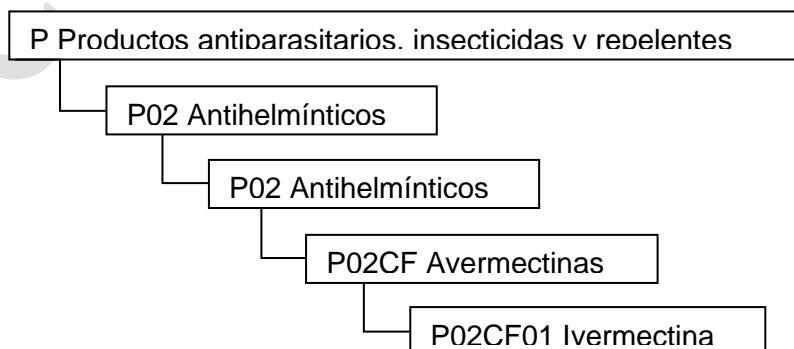 P Productos antiparasitarios, insecticidas y repelentes
P02 Antihelmínticos
P02 Antihelmínticos
P02CF Avermectinas
P02CF01 Ivermectina